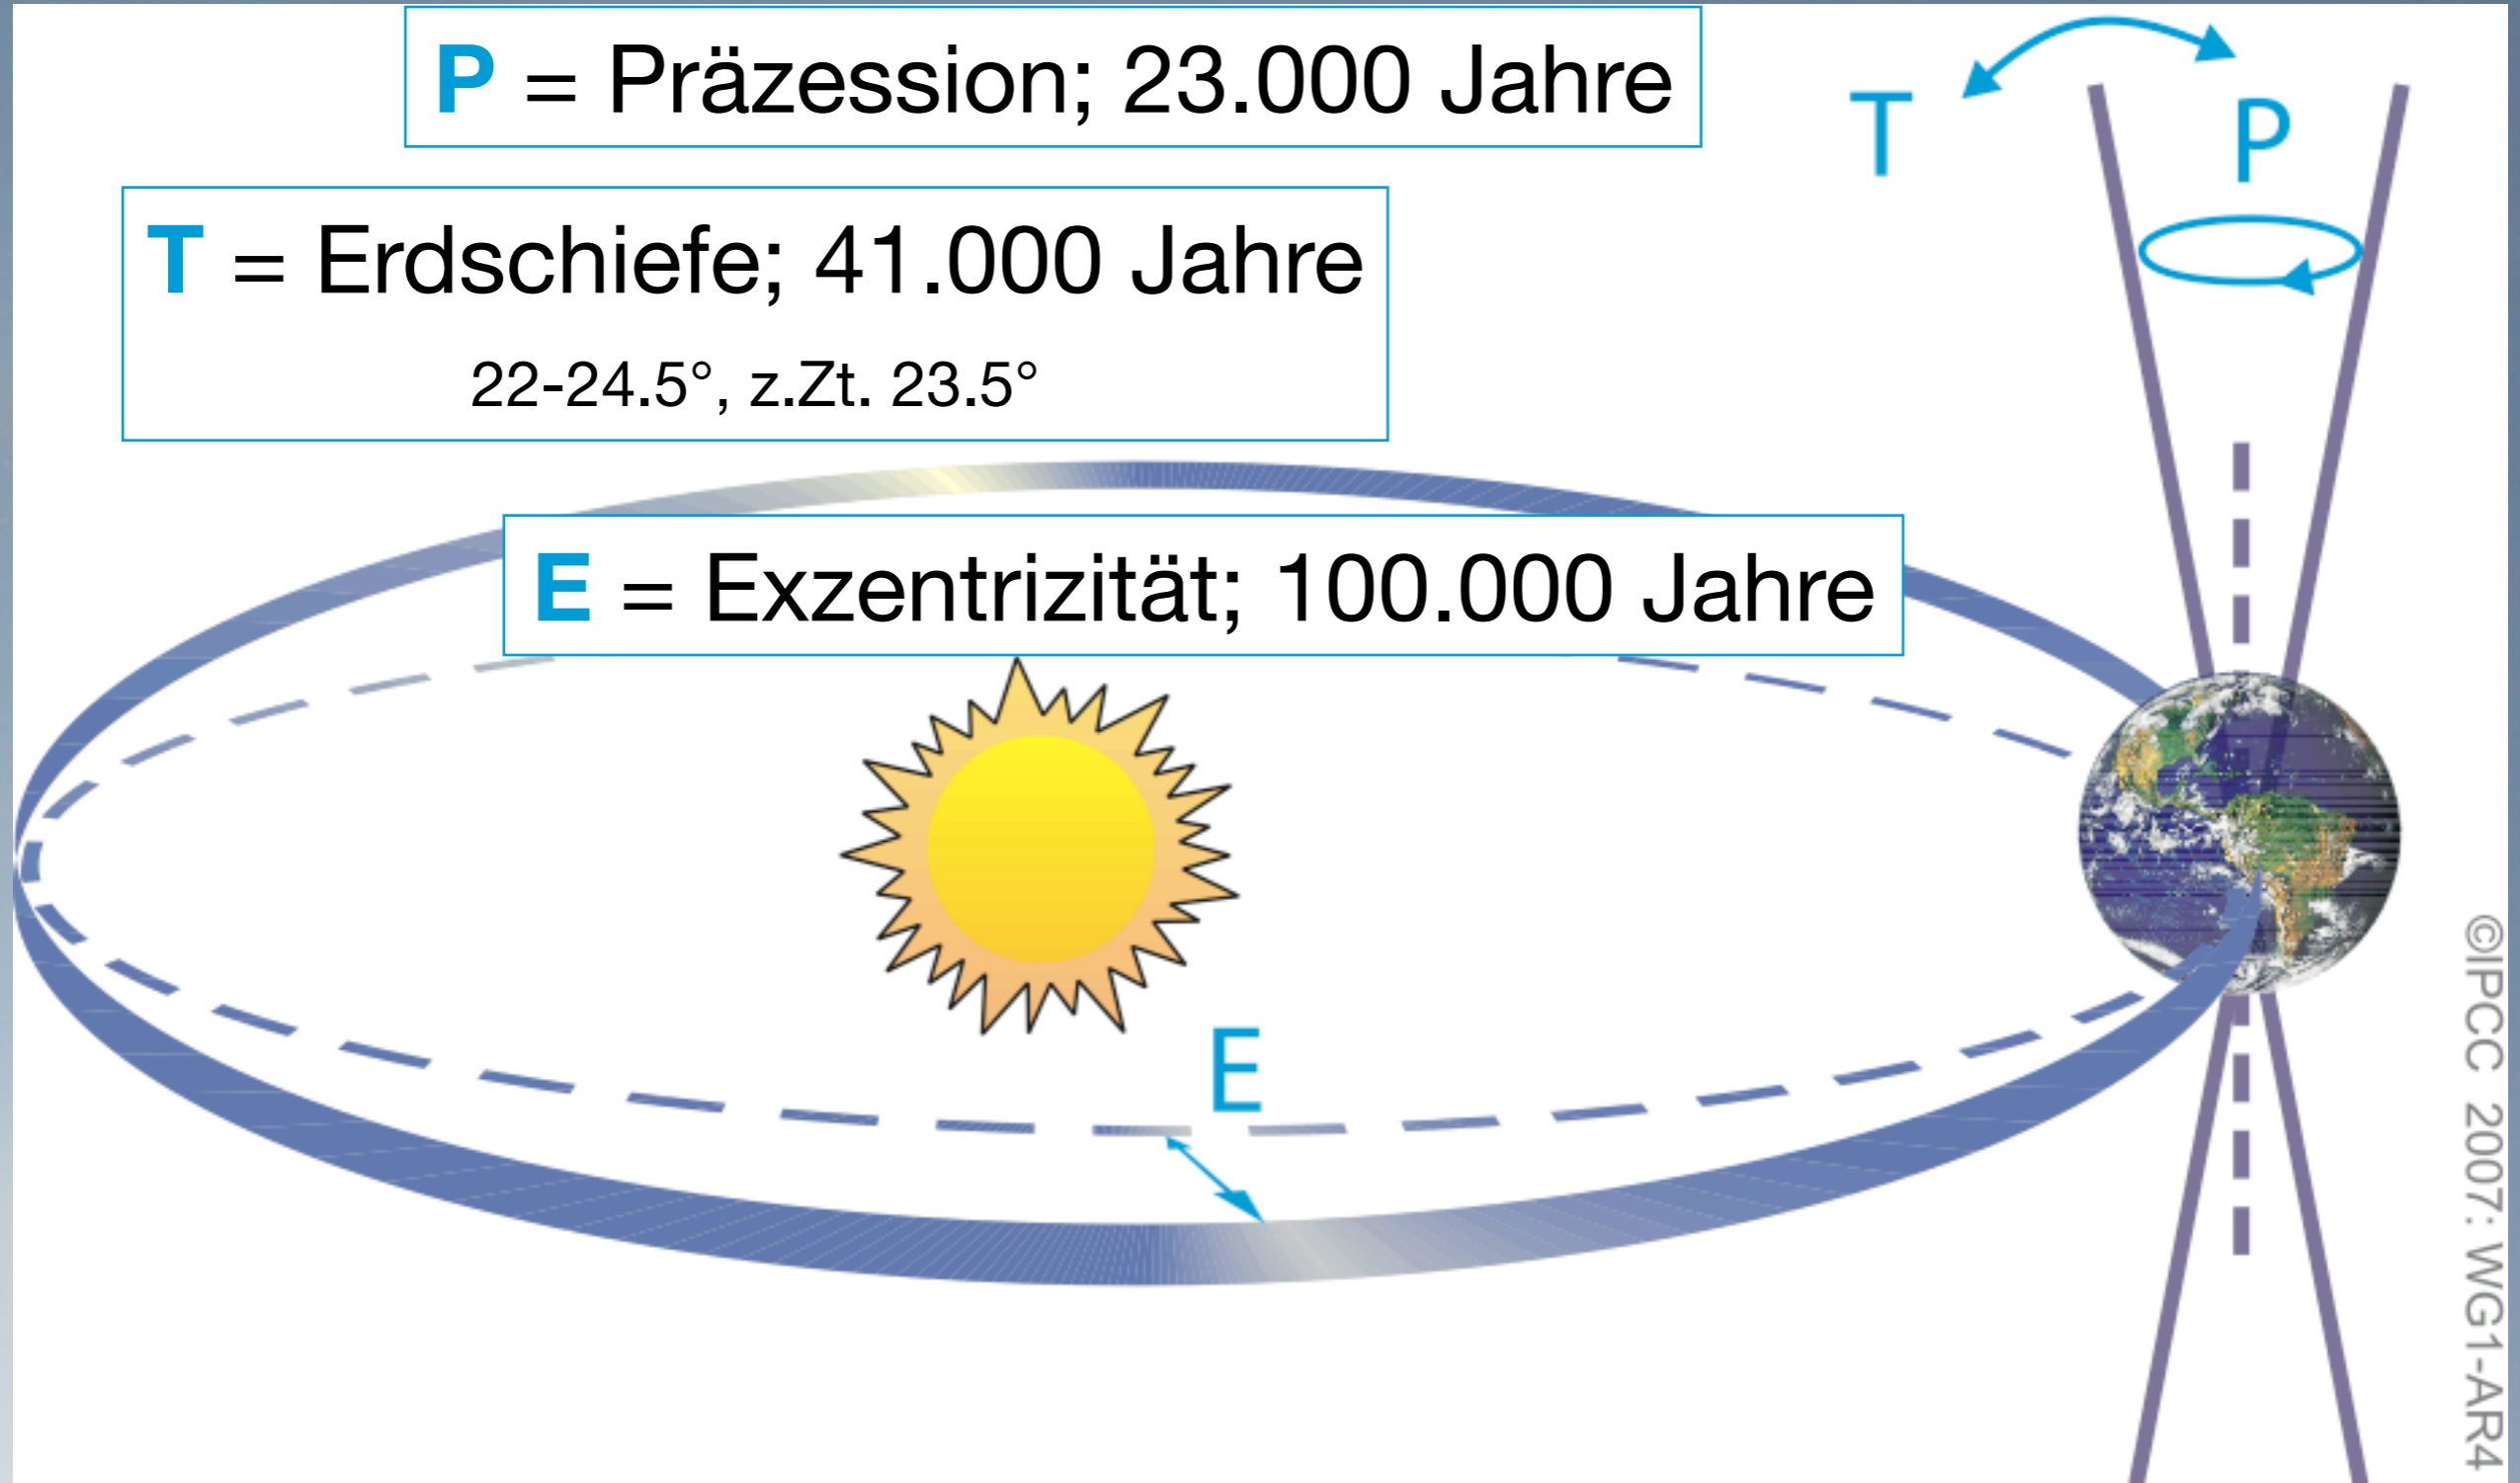 P = Präzession; 23.000 Jahre
T = Erdschiefe; 41.000 Jahre
22-24.5°, z.Zt. 23.5°
T
P
E = Exzentrizität; 100.000 Jahre
E
©IPCC 2007: WG1-AR4